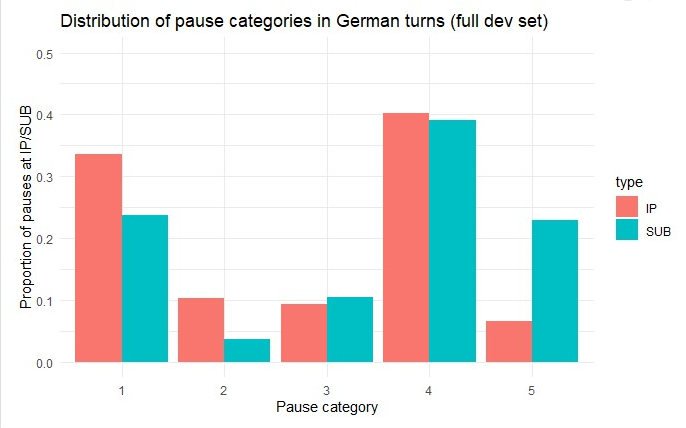 Distribution of pause categories in German turns (full dev set)
Proportion of pauses at IP/SUB
0.5
0.4
0.3
0.2
0.1
0.0
1 2 3 4 5
Pause category
type
IP
SUB